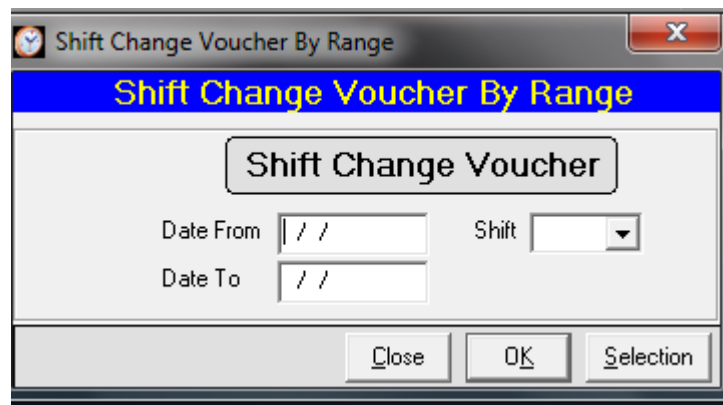 Shift Change Voucher By Range
Shift Change Voucher By Range
Shift Change Voucher
Date From / / Shift
Date To / /
Close OK Selection